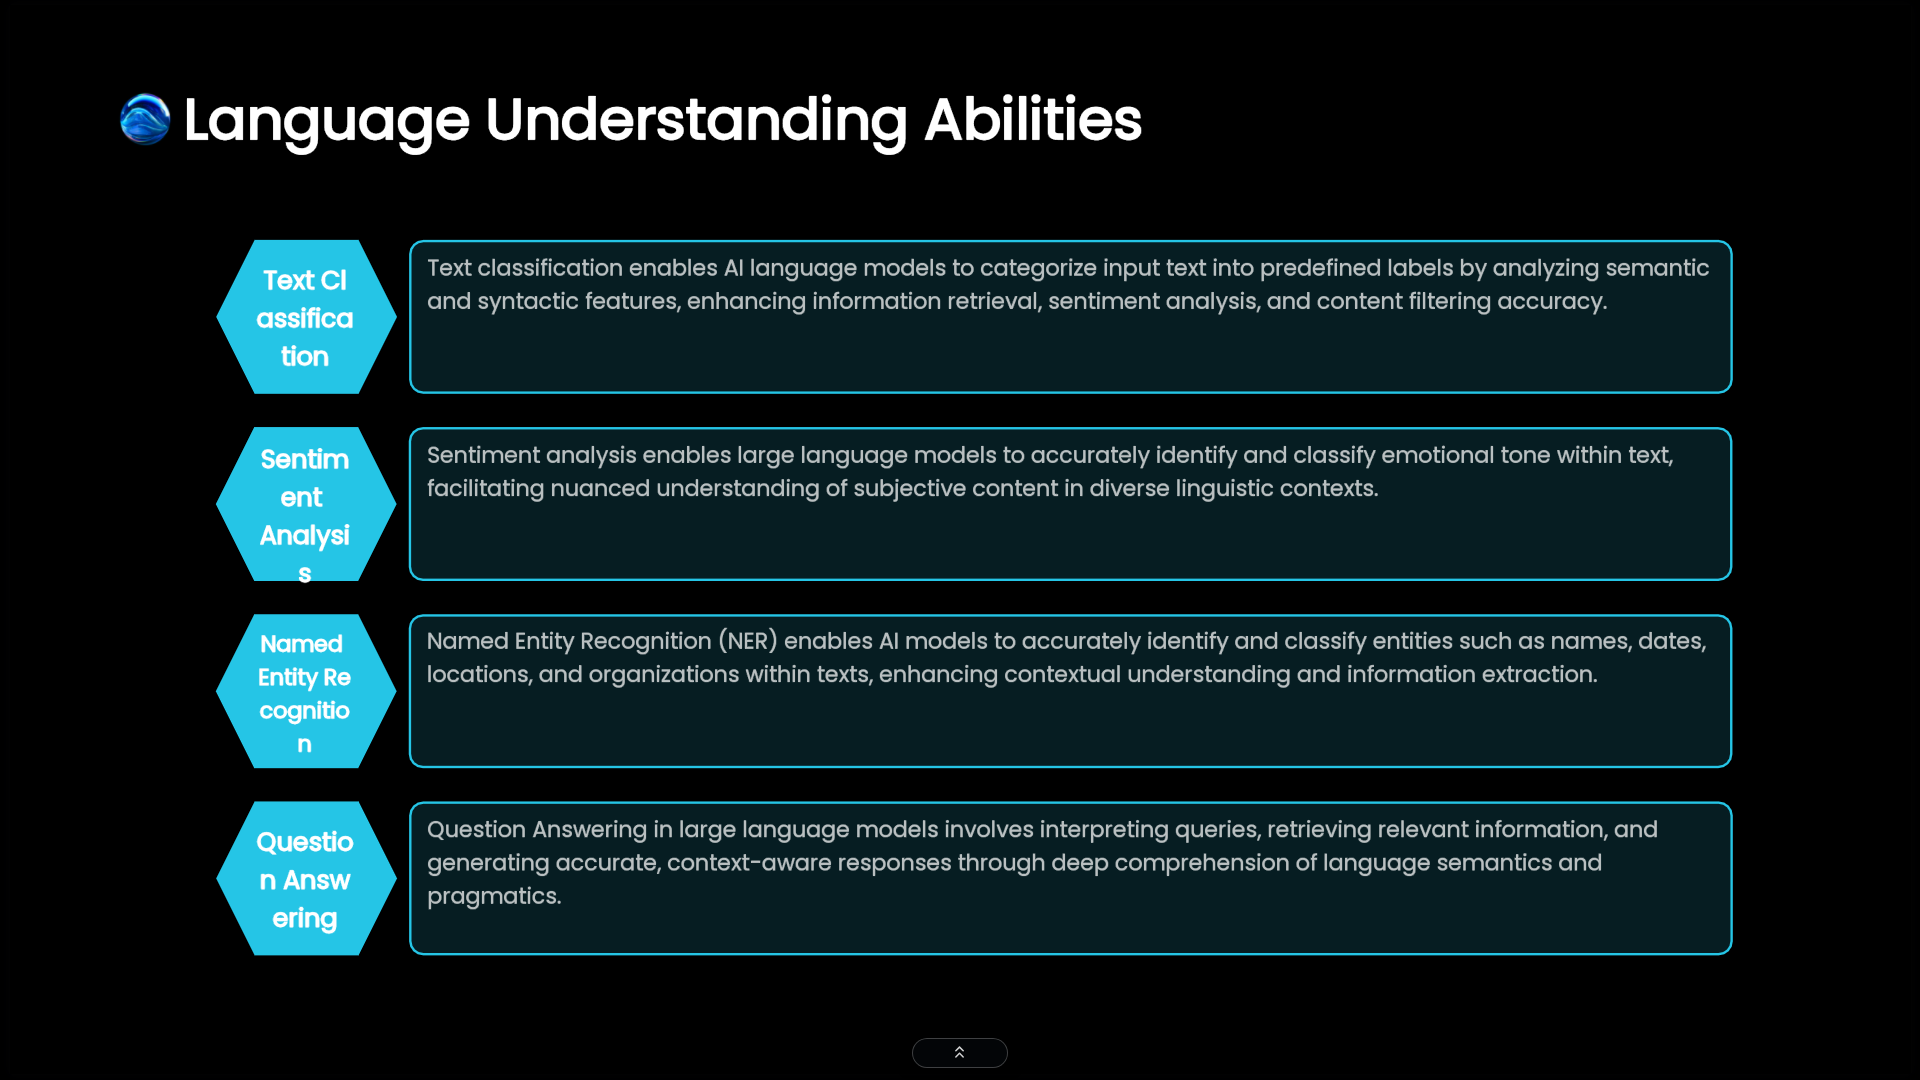 Language Understanding Abilities
Text Cl
assifica
tion
Text classification enables AI language models to categorize input text into predefined labels by analyzing semantic
and syntactic features, enhancing information retrieval, sentiment analysis, and content filtering accuracy.
Sentim
ent
Analysi
s
Sentiment analysis enables large language models to accurately identify and classify emotional tone within text,
facilitating nuanced understanding of subjective content in diverse linguistic contexts.
Named
Entity Re
cognitio
n
Named Entity Recognition (NER) enables AI models to accurately identify and classify entities such as names, dates,
locations, and organizations within texts, enhancing contextual understanding and information extraction.
Questio
n Answ
ering
Question Answering in large language models involves interpreting queries, retrieving relevant information, and
generating accurate, context-aware responses through deep comprehension of language semantics and
pragmatics.